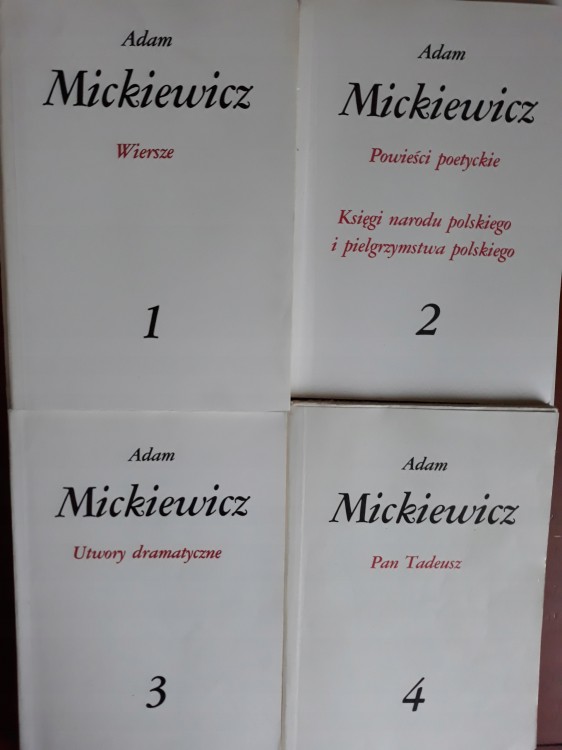 Adam
Mickiewicz
Wiersze
1
Adam
Mickiewicz
Powieści poetyckie
Księgi narodu polskiego
i pielgrzymstwa polskiego
2
Adam
Mickiewicz
Utwory dramatyczne
3
Adam
Mickiewicz
Pan Tadeusz
4